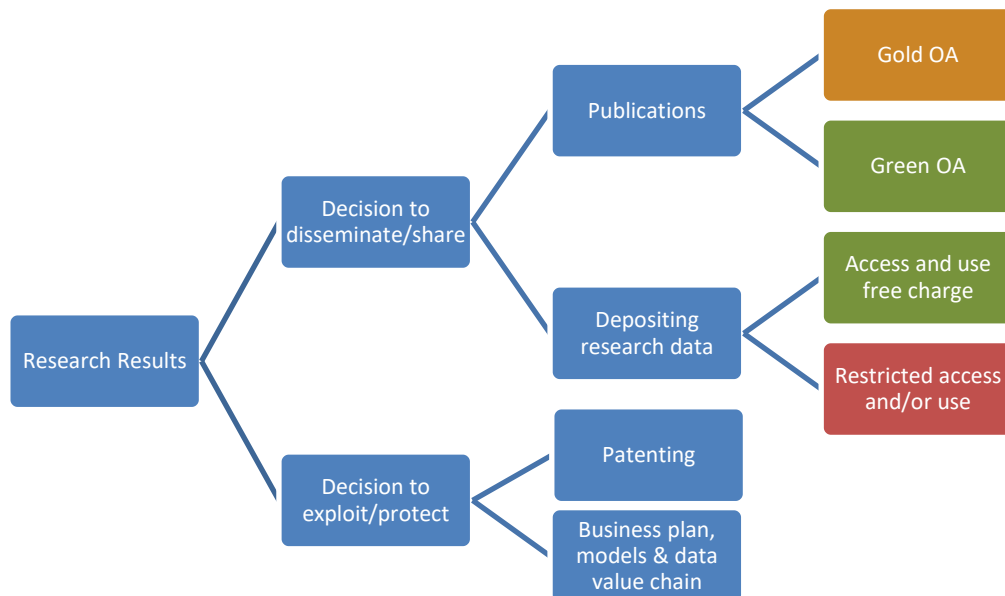 Gold OA
Publications
Green OA
Decision to
disseminate/share
Access and use
free charge
Depositing
research data
Research Results
Restricted access
and/or use
Patenting
Decision to
exploit/protect
Business plan,
models & data
value chain